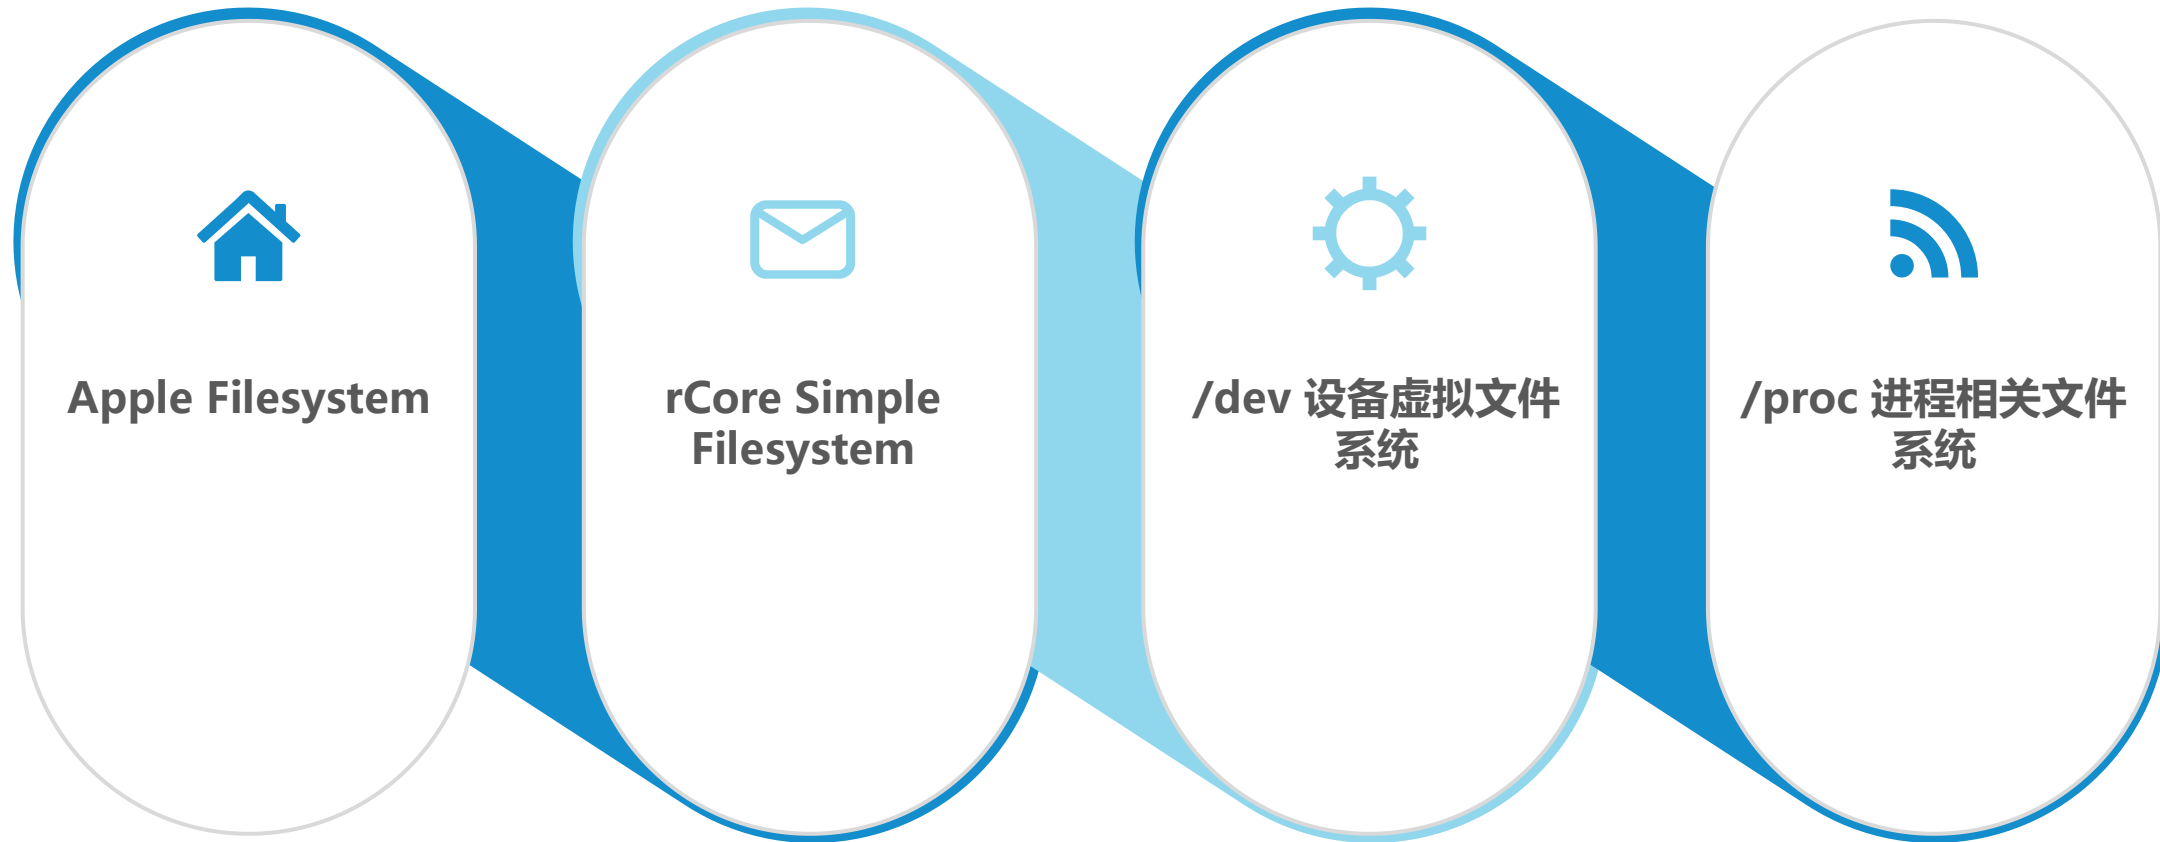 Apple Filesystem
rCore Simple
Filesystem
/dev 设备虚拟文件
系统
/proc 进程相关文件
系统